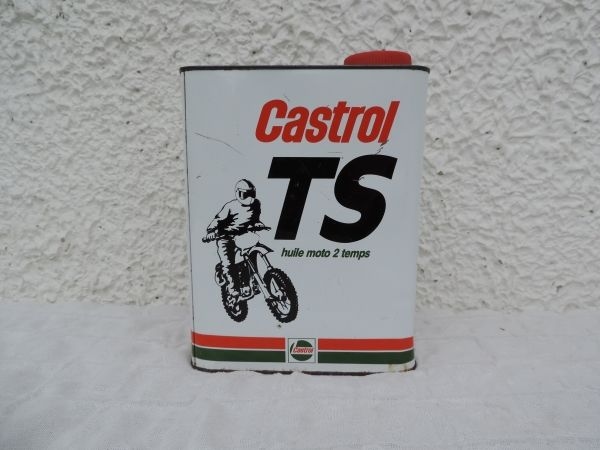 Castrol
TS
huile moto 2 temps
Castrol